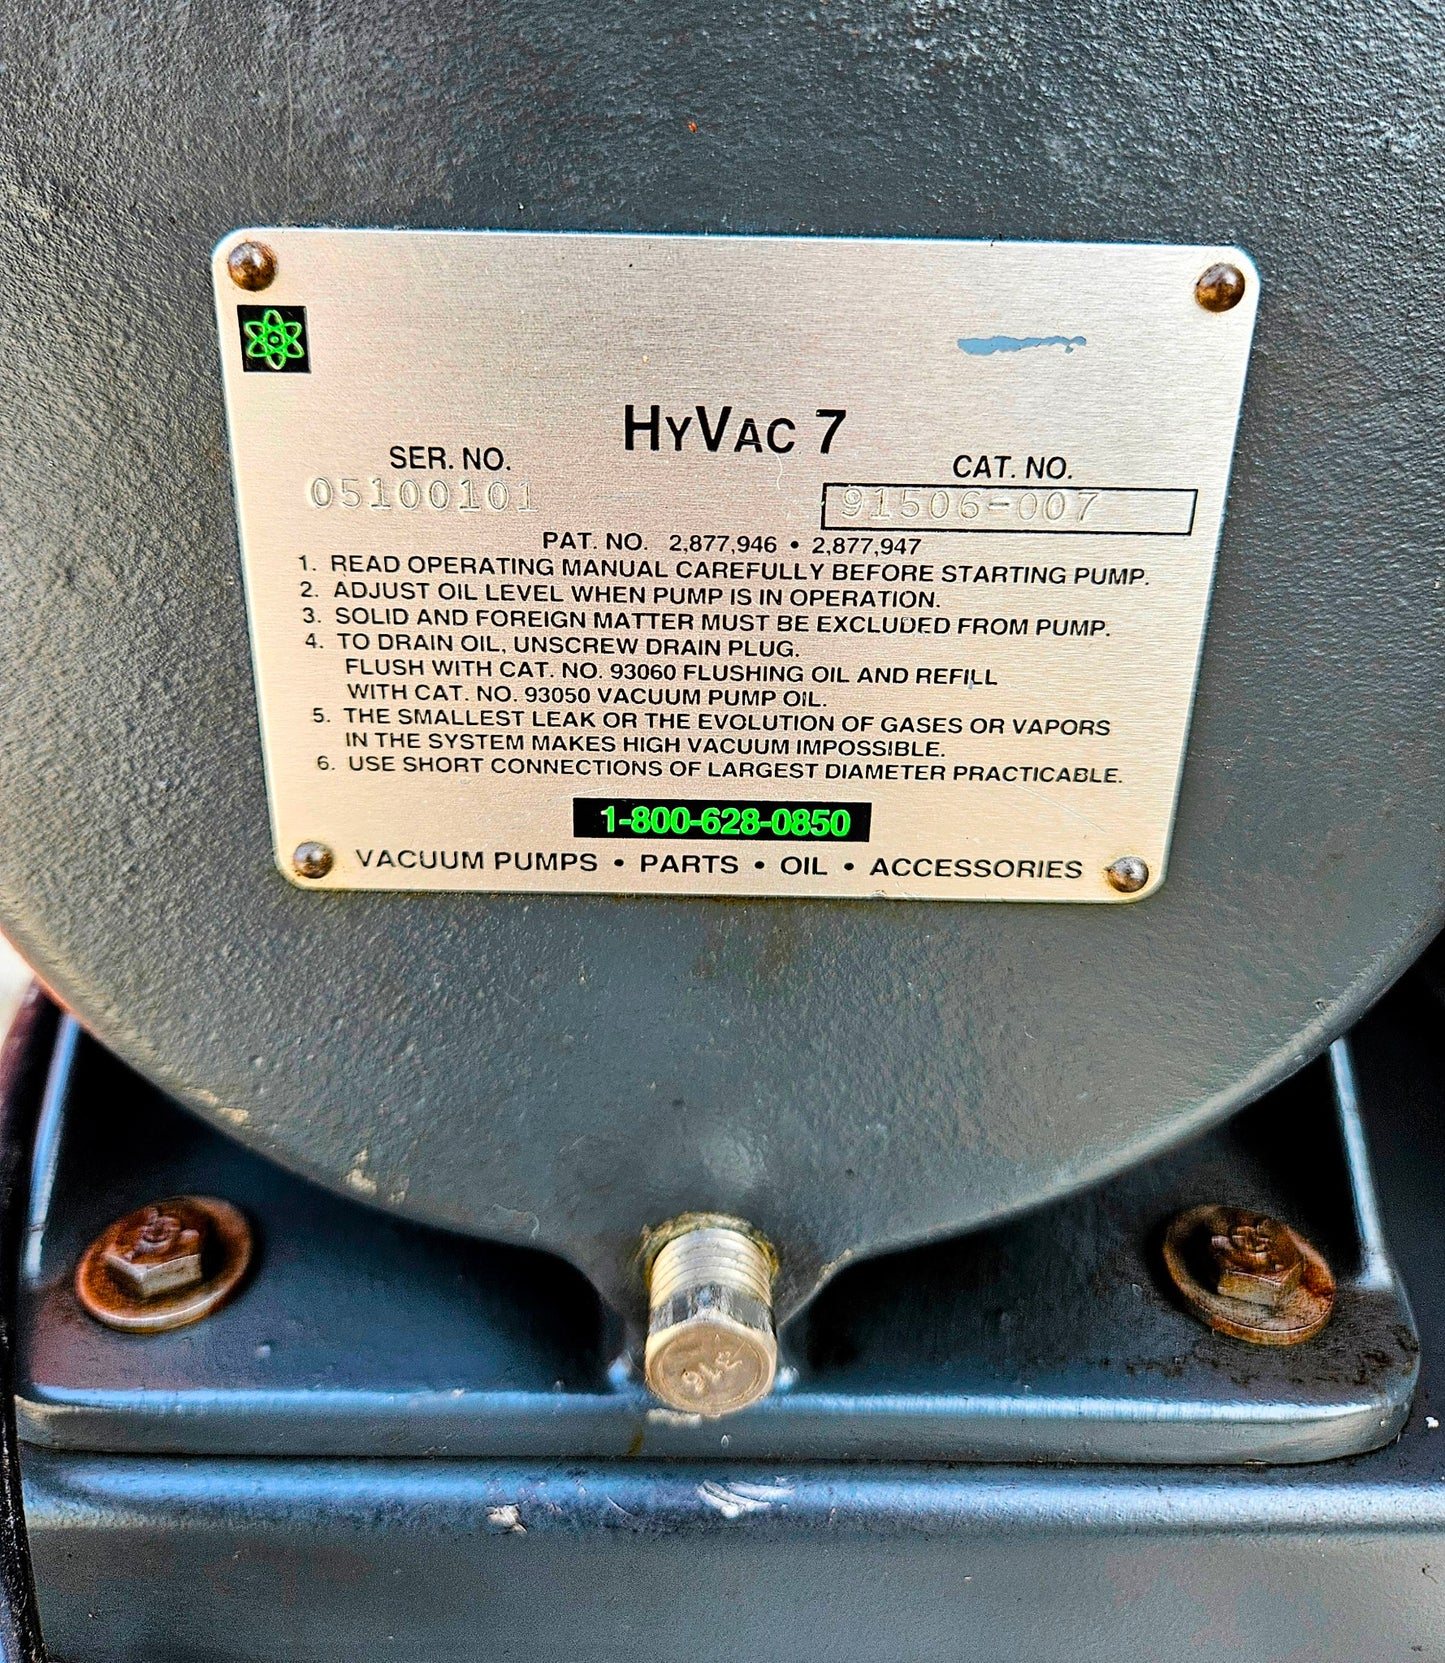 HYVAC 7
SER. NO.
CAT. NO.
05100101
91506-007
PAT. NO. 2,877,946 • 2,877,947
1. READ OPERATING MANUAL CAREFULLY BEFORE STARTING PUMP.
2. ADJUST OIL LEVEL WHEN PUMP IS IN OPERATION.
3. SOLID AND FOREIGN MATTER MUST BE EXCLUDED FROM PUMP.
4. TO DRAIN OIL, UNSCREW DRAIN PLUG.
FLUSH WITH CAT. NO. 93060 FLUSHING OIL AND REFILL
WITH CAT. NO. 93050 VACUUM PUMP OIL.
5. THE SMALLEST LEAK OR THE EVOLUTION OF GASES OR VAPORS
IN THE SYSTEM MAKES HIGH VACUUM IMPOSSIBLE.
6. USE SHORT CONNECTIONS OF LARGEST DIAMETER PRACTICABLE.
1-800-628-0850
VACUUM PUMPS • PARTS • OIL • ACCESSORIES
316